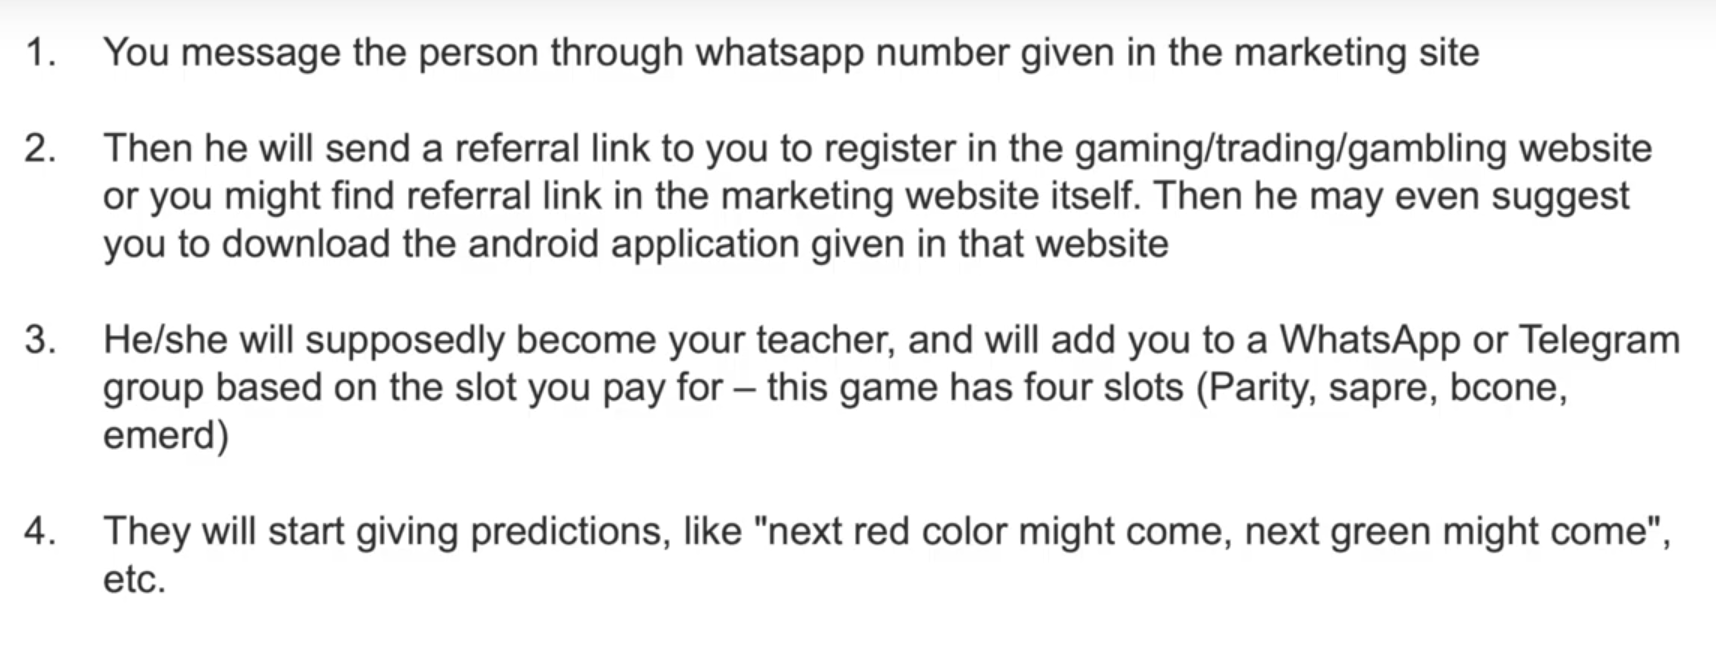 1. You message the person through whatsapp number given in the marketing site
2. Then he will send a referral link to you to register in the gaming/trading/gambling website
or you might find referral link in the marketing website itself. Then he may even suggest
you to download the android application given in that website
3. He/she will supposedly become your teacher, and will add you to a WhatsApp or Telegram
group based on the slot you pay for – this game has four slots (Parity, sapre, bcone,
emerd)
4. They will start giving predictions, like "next red color might come, next green might come",
etc.